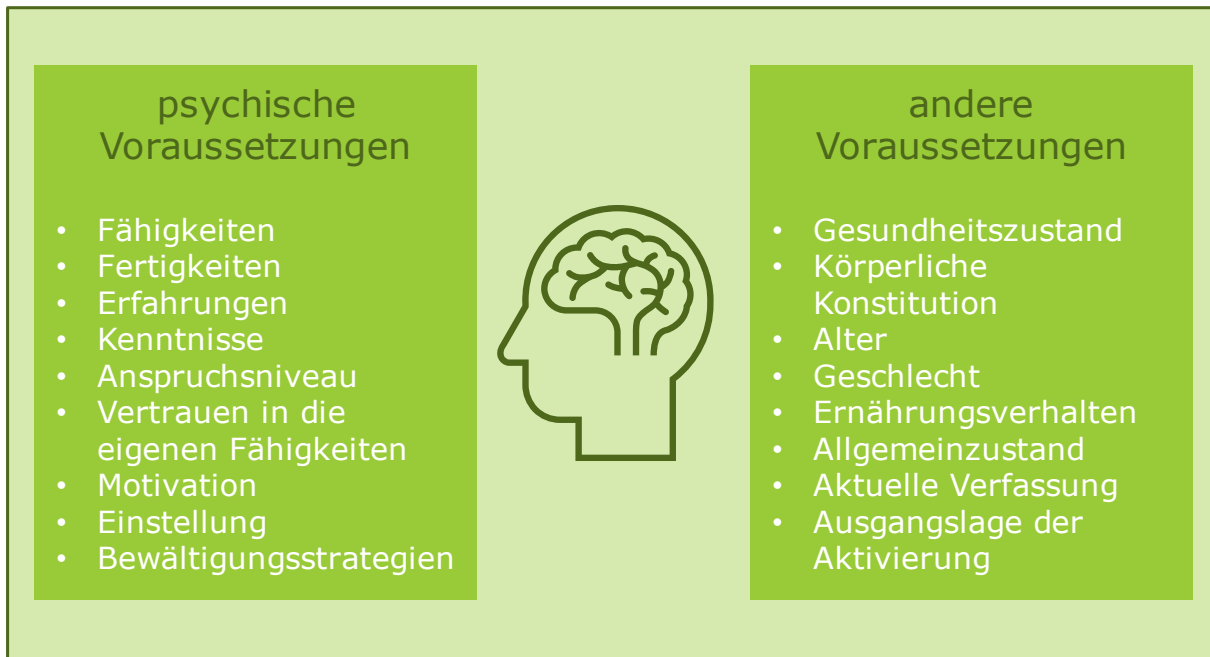 psychische
Voraussetzungen
• Fähigkeiten
• Fertigkeiten
• Erfahrungen
• Kenntnisse
• Anspruchsniveau
• Vertrauen in die
eigenen Fähigkeiten
• Motivation
• Einstellung
• Bewältigungsstrategien
andere
Voraussetzungen
• Gesundheitszustand
• Körperliche
Konstitution
• Alter
• Geschlecht
• Ernährungsverhalten
• Allgemeinzustand
• Aktuelle Verfassung
• Ausgangslage der
Aktivierung